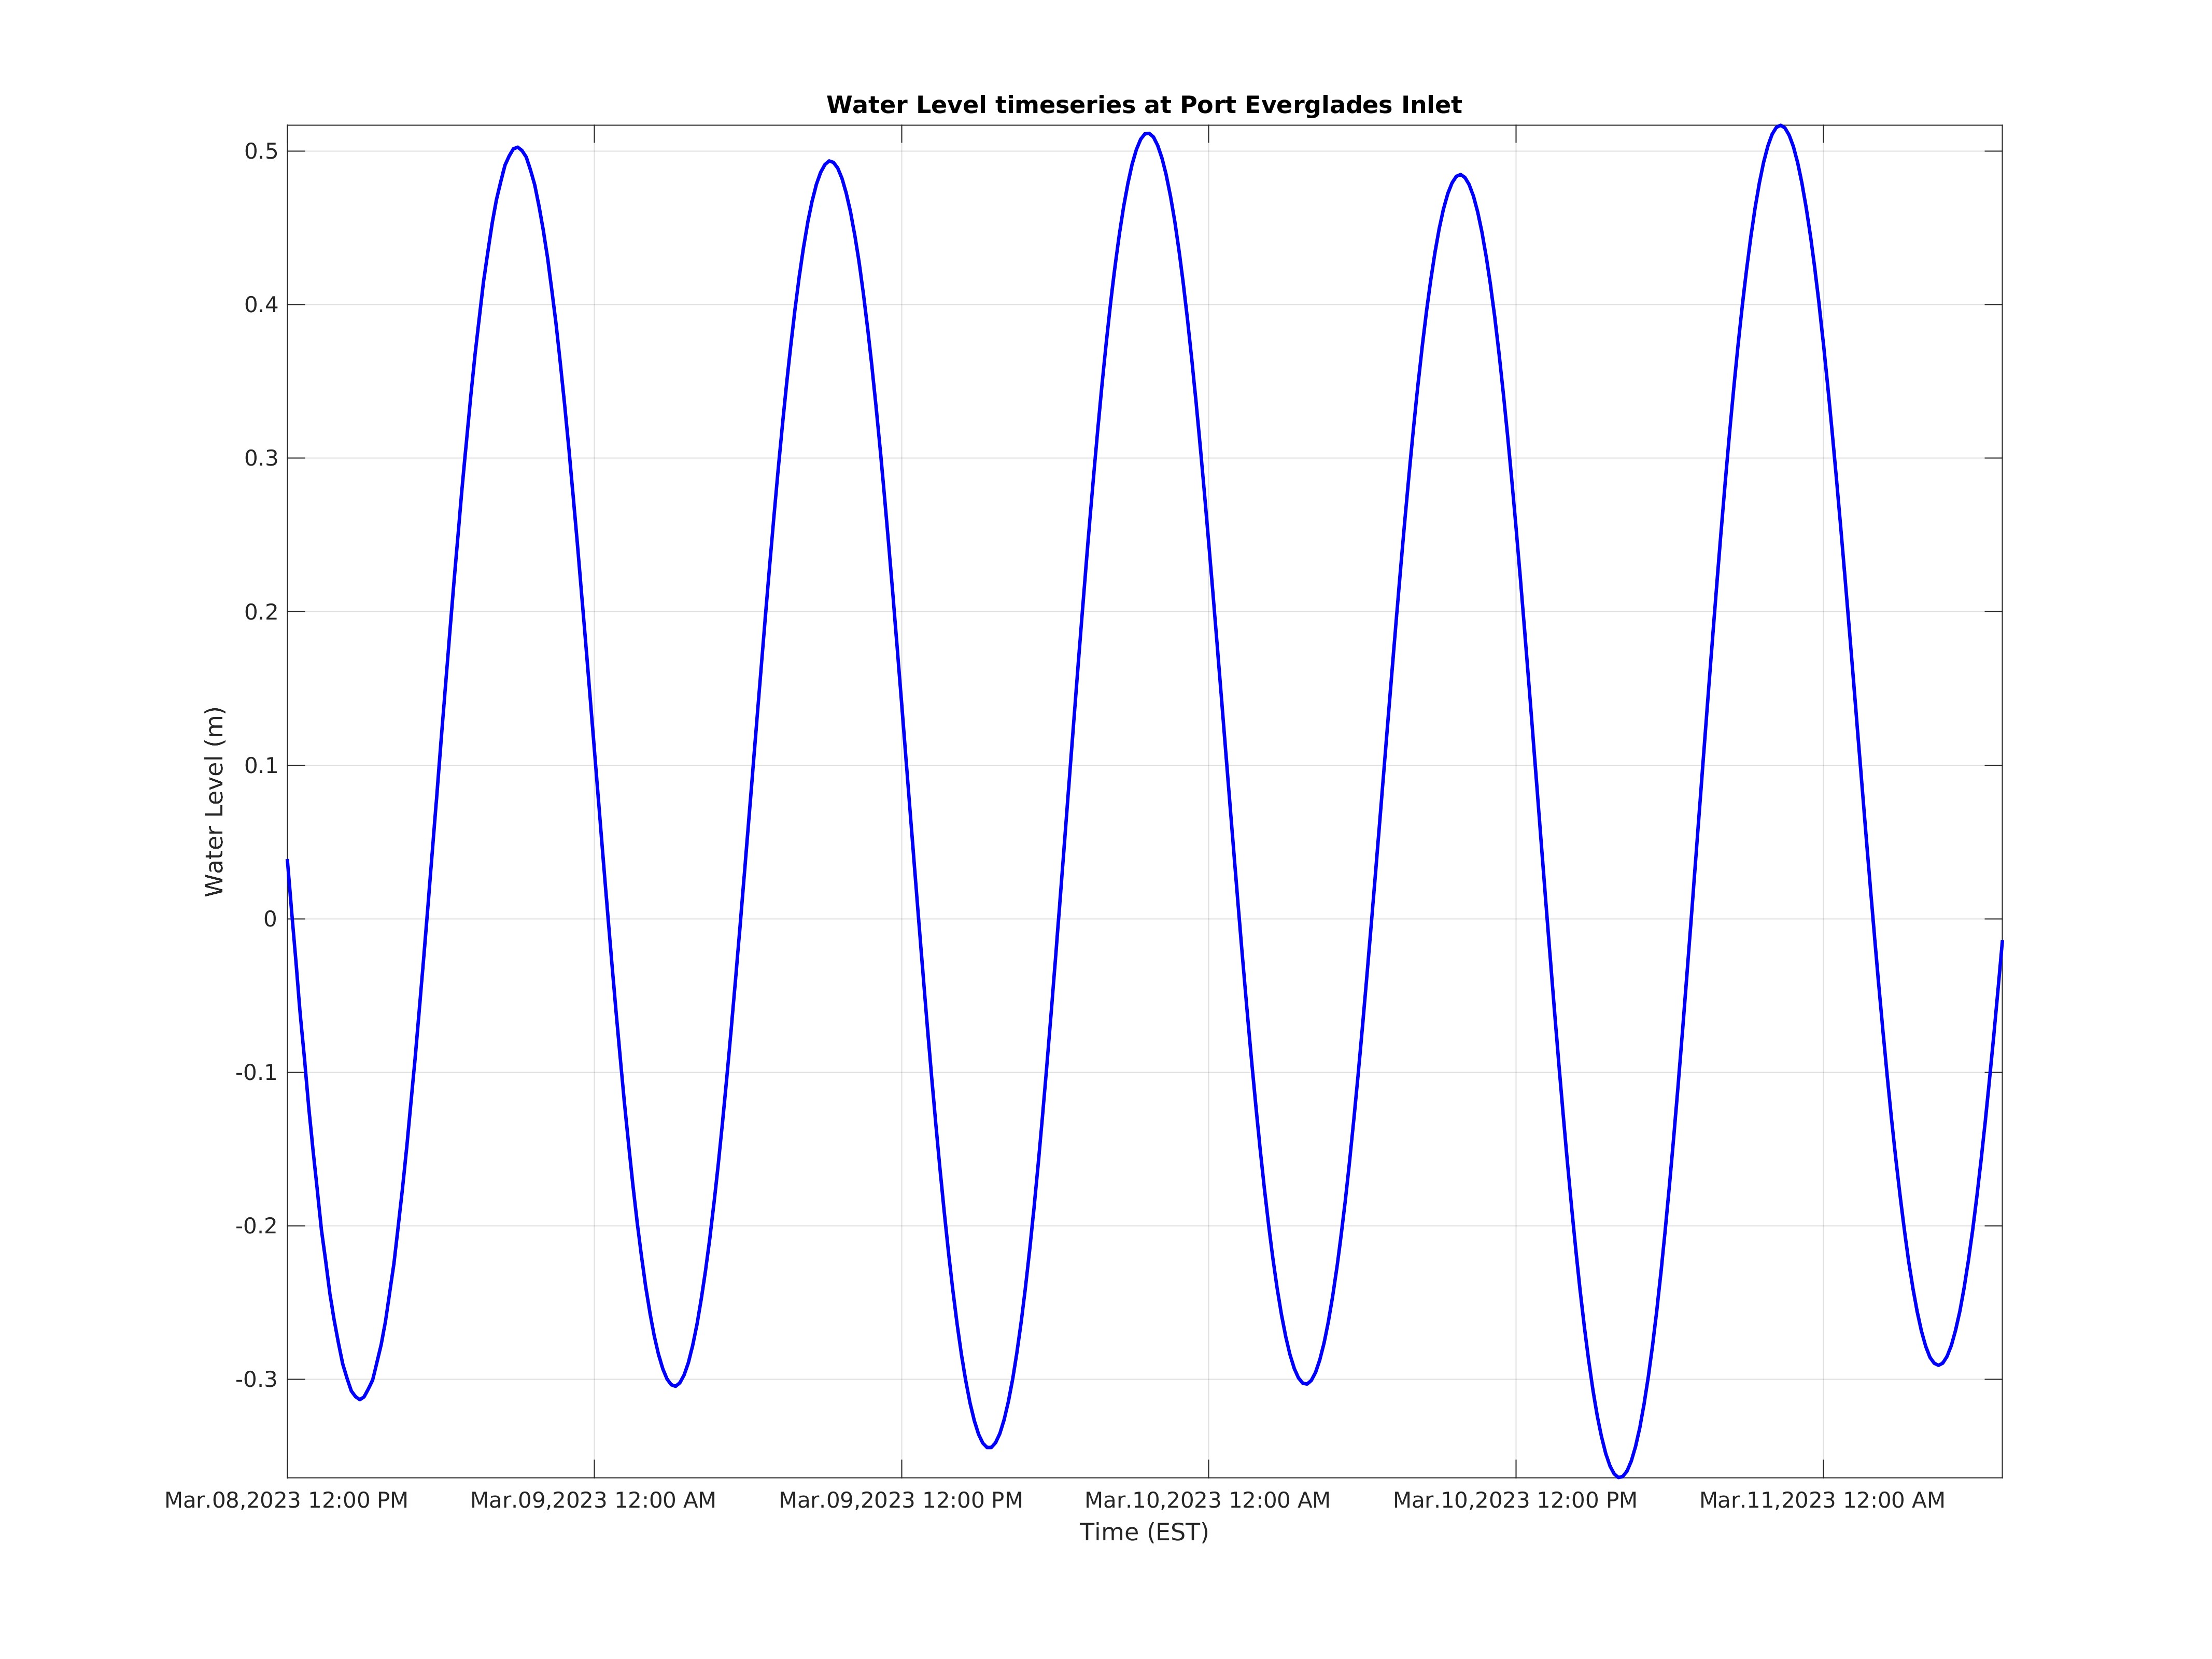 Water Level timeseries at Port Everglades Inlet
0.5
0.4
0.3
0.2
0.1
0
-0.1
-0.2
-0.3
Water Level (m)
Mar.08,2023 12:00 PM Mar.09,2023 12:00 AM Mar.09,2023 12:00 PM Mar.10,2023 12:00 AM Mar.10,2023 12:00 PM Mar.11,2023 12:00 AM
Time (EST)